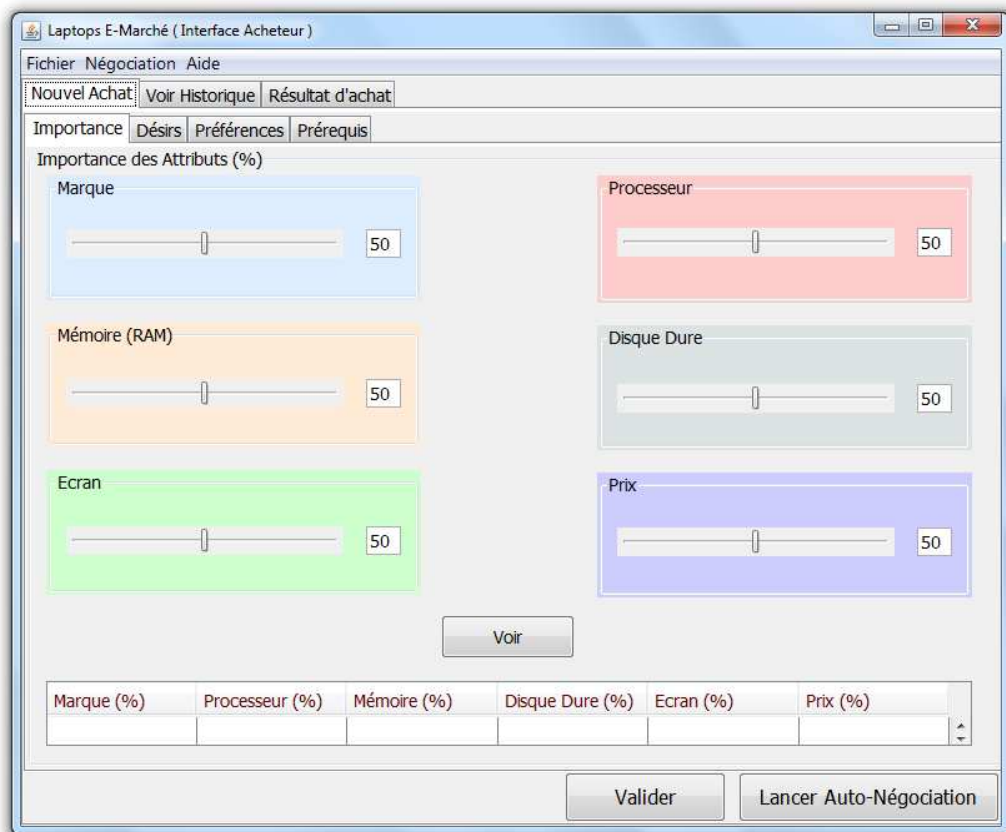 Laptops E-Marché ( Interface Acheteur )
Fichier Négociation Aide
Nouvel Achat Voir Historique Résultat d'achat
Importance Désirs Préférences Prérequis
Importance des Attributs (%)
Marque Processeur
50 50
Mémoire (RAM) Disque Dure
50 50
Ecran Prix
50 50
Voir
Marque (%) Processeur (%) Mémoire (%) Disque Dure (%) Ecran (%) Prix (%)
Valider Lancer Auto-Négociation